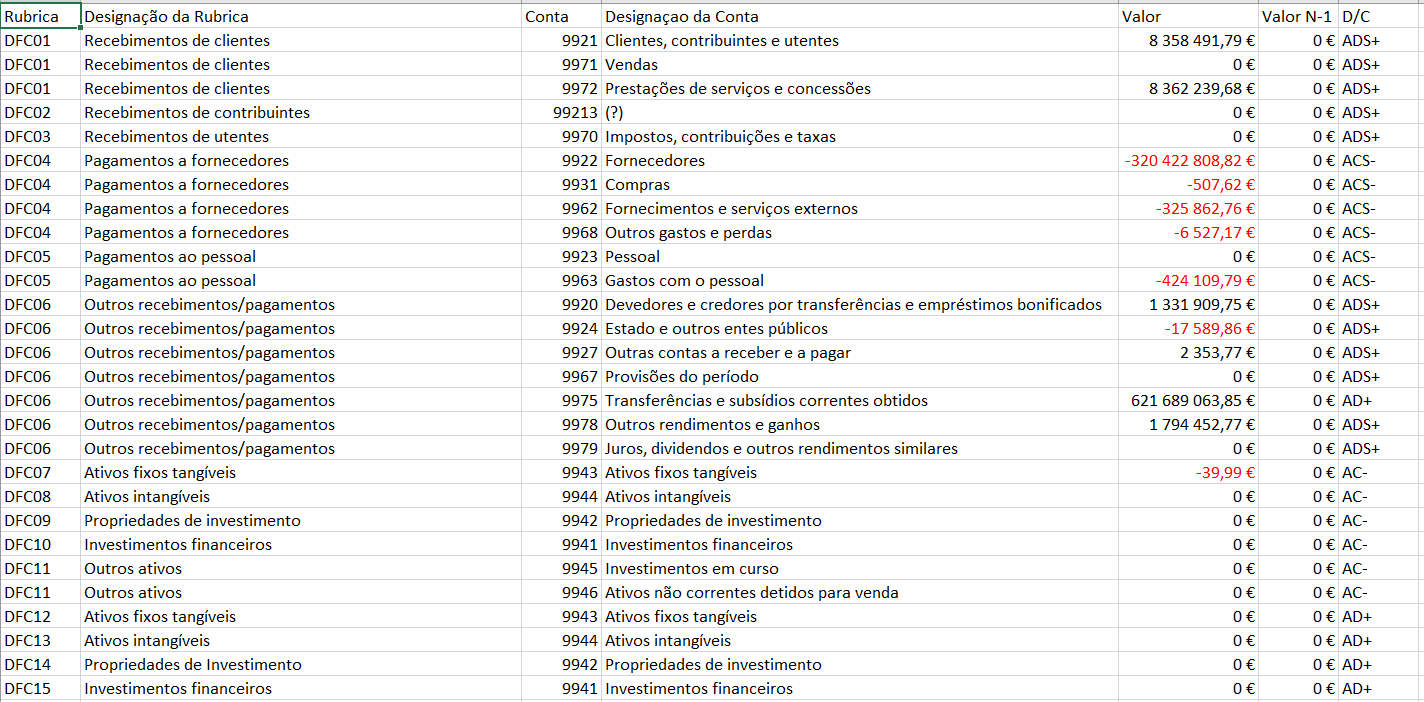 Rubrica Designação da Rubrica Conta Designaçao da Conta Valor Valor N-1 D/C
DFC01 Recebimentos de clientes 9921 Clientes, contribuintes e utentes 8 358 491,79 € 0 € ADS+
DFC01 Recebimentos de clientes 9971 Vendas 0 € 0 € ADS+
DFC01 Recebimentos de clientes 9972 Prestações de serviços e concessões 8 362 239,68 € 0 € ADS+
DFC02 Recebimentos de contribuintes 99213 (?) 0 € 0 € ADS+
DFC03 Recebimentos de utentes 9970 Impostos, contribuições e taxas 0 € 0 € ADS+
DFC04 Pagamentos a fornecedores 9922 Fornecedores -320 422 808,82 € 0 € ACS-
DFC04 Pagamentos a fornecedores 9931 Compras -507,62 € 0 € ACS-
DFC04 Pagamentos a fornecedores 9962 Fornecimentos e serviços externos -325 862,76 € 0 € ACS-
DFC04 Pagamentos a fornecedores 9968 Outros gastos e perdas -6 527,17 € 0 € ACS-
DFC05 Pagamentos ao pessoal 9923 Pessoal 0 € 0 € ACS-
DFC05 Pagamentos ao pessoal 9963 Gastos com o pessoal -424 109,79 € 0 € ACS-
DFC06 Outros recebimentos/pagamentos 9920 Devedores e credores por transferências e empréstimos bonificados 1 331 909,75 € 0 € ADS+
DFC06 Outros recebimentos/pagamentos 9924 Estado e outros entes públicos -17 589,86 € 0 € ADS+
DFC06 Outros recebimentos/pagamentos 9927 Outras contas a receber e a pagar 2 353,77 € 0 € ADS+
DFC06 Outros recebimentos/pagamentos 9967 Provisões do período 0 € 0 € ADS+
DFC06 Outros recebimentos/pagamentos 9975 Transferências e subsídios correntes obtidos 621 689 063,85 € 0 € AD+
DFC06 Outros recebimentos/pagamentos 9978 Outros rendimentos e ganhos 1 794 452,77 € 0 € ADS+
DFC06 Outros recebimentos/pagamentos 9979 Juros, dividendos e outros rendimentos similares 0 € 0 € ADS+
DFC07 Ativos fixos tangíveis 9943 Ativos fixos tangíveis -39,99 € 0 € AC-
DFC08 Ativos intangíveis 9944 Ativos intangíveis 0 € 0 € AC-
DFC09 Propriedades de investimento 9942 Propriedades de investimento 0 € 0 € AC-
DFC10 Investimentos financeiros 9941 Investimentos financeiros 0 € 0 € AC-
DFC11 Outros ativos 9945 Investimentos em curso 0 € 0 € AC-
DFC11 Outros ativos 9946 Ativos não correntes detidos para venda 0 € 0 € AC-
DFC12 Ativos fixos tangíveis 9943 Ativos fixos tangíveis 0 € 0 € AD+
DFC13 Ativos intangíveis 9944 Ativos intangíveis 0 € 0 € AD+
DFC14 Propriedades de Investimento 9942 Propriedades de investimento 0 € 0 € AD+
DFC15 Investimentos financeiros 9941 Investimentos financeiros 0 € 0 € AD+